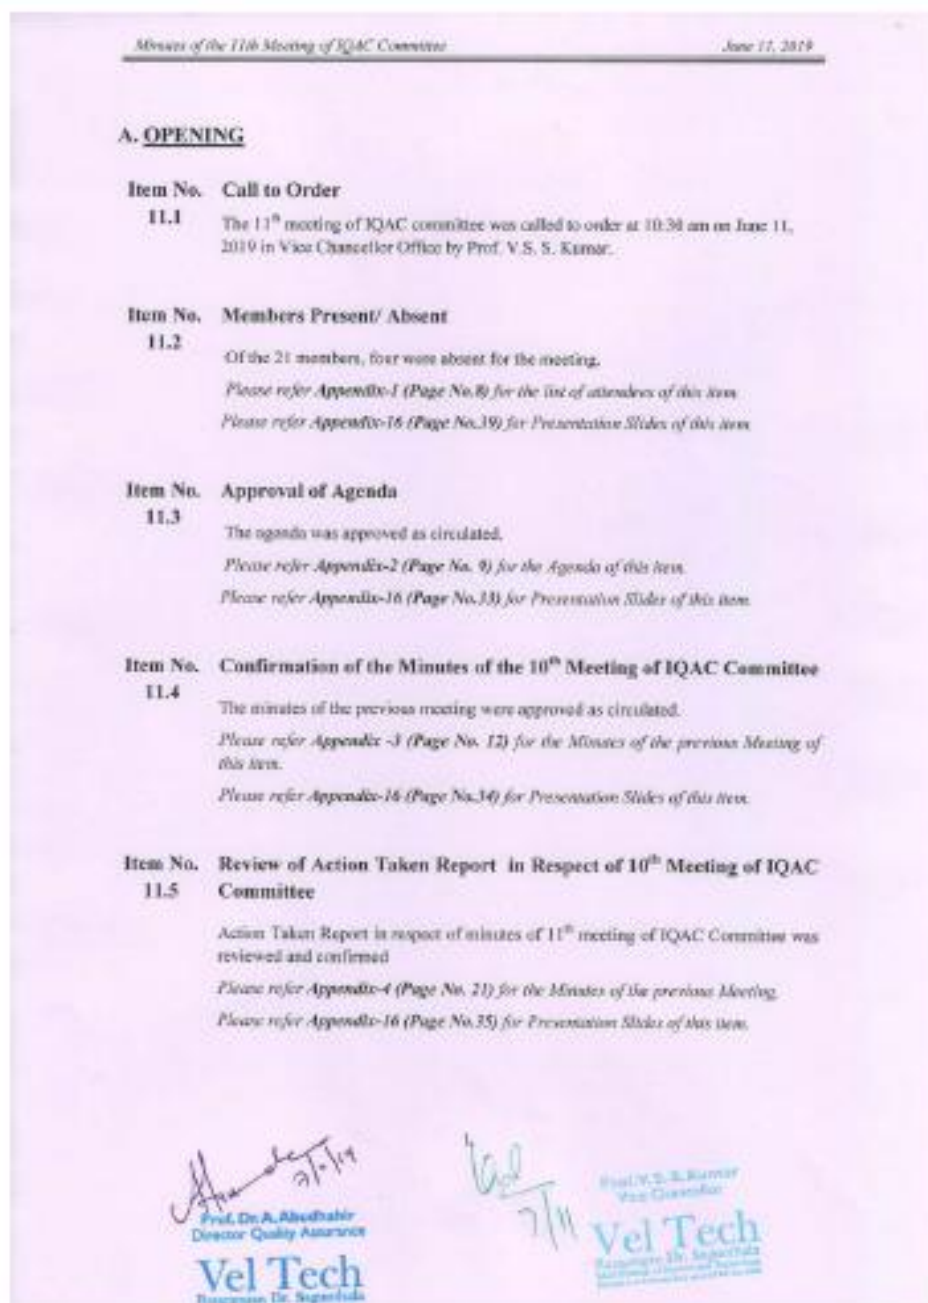 Minutes of the 11th Meeting of IQAC Committee June 11, 2019
A. OPENING
Item No. Call to Order
11.1
The 11th meeting of IQAC committee was called to order at 10:30 am on June 11,
2019 in Vice Chancellor Office by Prof. V.S. S. Kumar.
Item No. Members Present/ Absent
11.2
Of the 21 members, four were absent for the meeting.
Please refer Appendix-1 (Page No.8) for the list of attendees of this item
Please refer Appendix-16 (Page No.) for Presentation Slides of this item
Item No. Approval of Agenda
11.3
The agenda was approved as circulated.
Please refer Appendix-2 (Page No. 9) for the Agenda of this item.
Please refer Appendix-16 (Page No.33) for Presentation Slides of this item.
Item No. Confirmation of the Minutes of the 10th Meeting of IQAC Committee
11.4
The minutes of the previous meeting were approved as circulated.
Please refer Appendix -3 (Page No. 12) for the Minutes of the previous Meeting of
this item.
Please refer Appendix-16 (Page No.34) for Presentation Slides of this item.
Item No. Review of Action Taken Report in Respect of 10th Meeting of IQAC
11.5 Committee
Action Taken Report in respect of minutes of 11th meeting of IQAC Committee was
reviewed and confirmed
Please refer Appendix-4 (Page No. 21) for the Minutes of the previous Meeting.
Please refer Appendix-16 (Page No.35) for Presentation Slides of this item.
7/11
Prof. Dr. A. Abudhahir
Director Quality Assurance
Vel Tech
Rangarajan Dr. Sagunthala
Prof. V. S. S. Kumar
Vice Chancellor
Vel Tech
Rangarajan Dr. Sagunthala